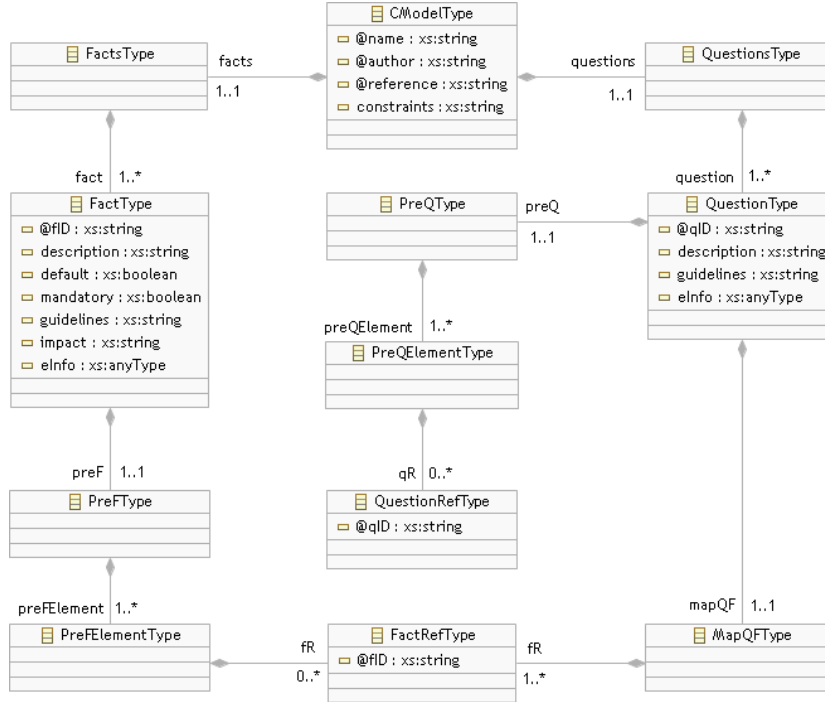 CModelType
@name : xs:string
@author : xs:string
@reference : xs:string
constraints : xs:string
FactsType
facts
1..1
questions
1..1
QuestionsType
fact 1..*
question 1..*
FactType
@fID : xs:string
description : xs:string
default : xs:boolean
mandatory : xs:boolean
guidelines : xs:string
impact : xs:string
eInfo : xs:anyType
PreQType
preQ
1..1
QuestionType
@qID : xs:string
description : xs:string
guidelines : xs:string
eInfo : xs:anyType
preQElement 1..*
PreQElementType
preF 1..1
qR 0..*
PreFType
QuestionRefType
@qID : xs:string
preFElement 1..*
mapQF 1..1
PreFElementType
fR
0..*
FactRefType
@fID : xs:string
fR
1..*
MapQFType